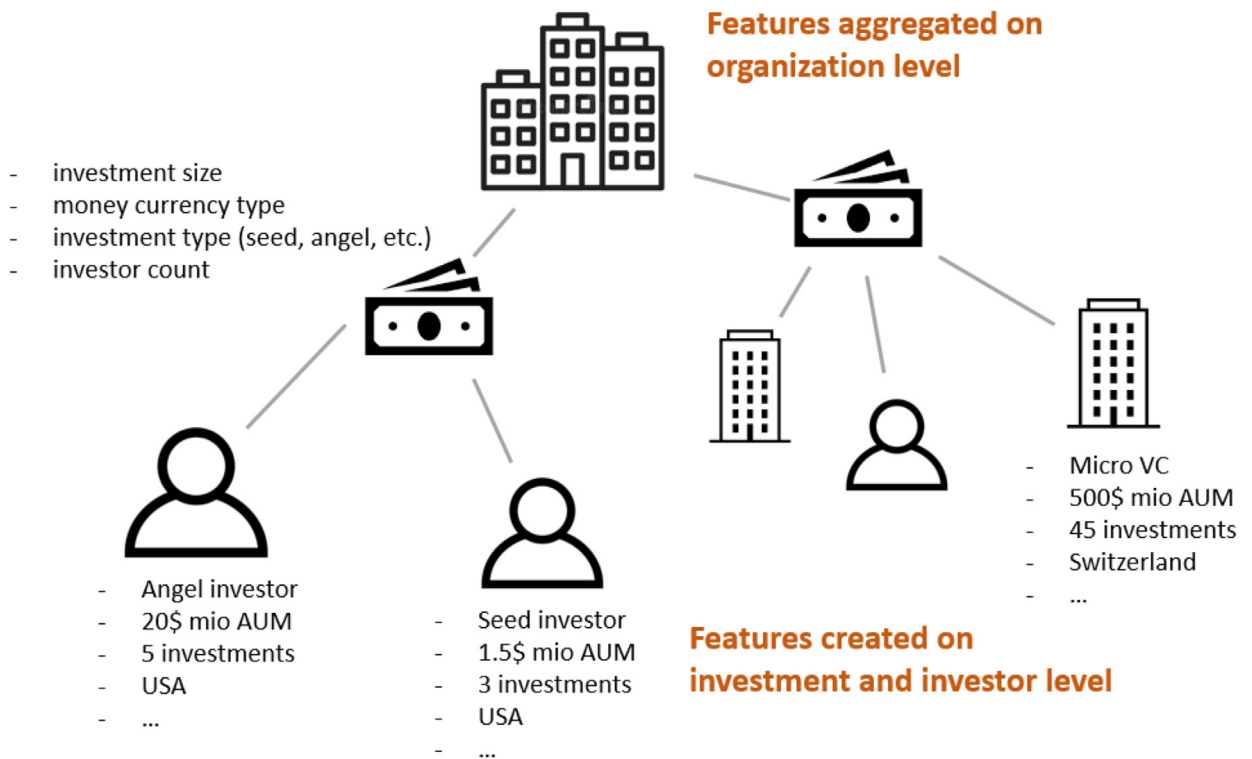 Features aggregated on
organization level
- investment size
- money currency type
- investment type (seed, angel, etc.)
- investor count
- Angel investor
- 20$ mio AUM
- 5 investments
- USA
- ...
- Seed investor
- 1.5$ mio AUM
- 3 investments
- USA
- ...
- Micro VC
- 500$ mio AUM
- 45 investments
- Switzerland
- ...
Features created on
investment and investor level